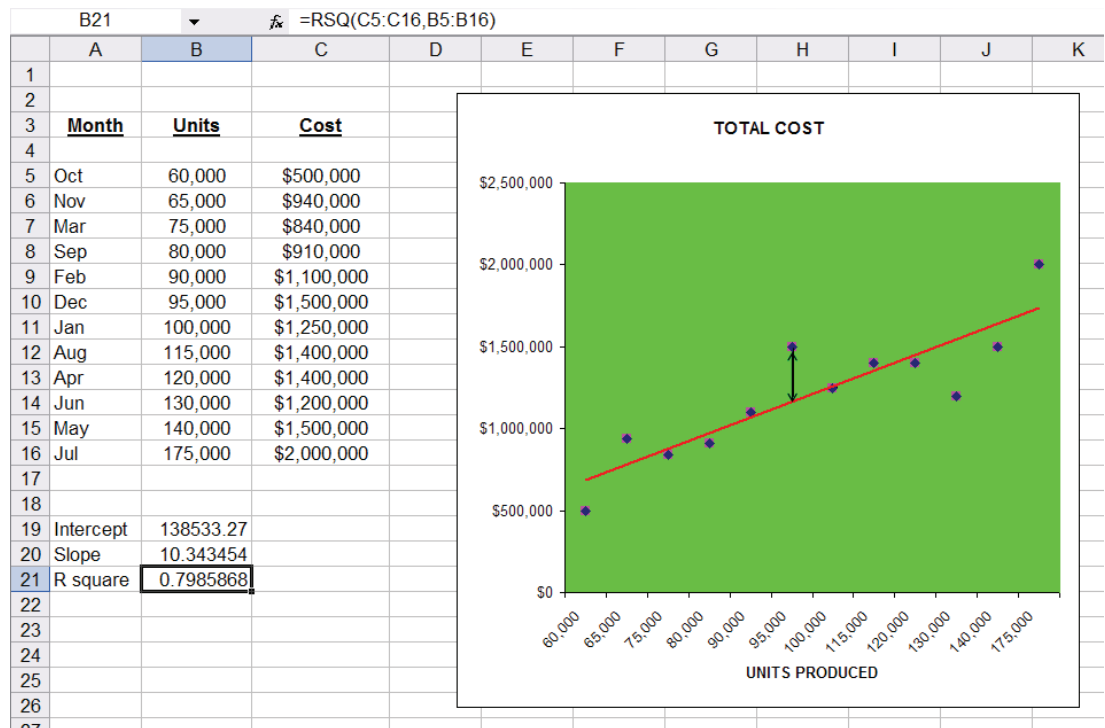 B21 fx =RSQ(C5:C16,B5:B16)
A B C D E F G H I J K
1
2
3 Month Units Cost
4
5 Oct 60,000 $500,000
6 Nov 65,000 $940,000
7 Mar 75,000 $840,000
8 Sep 80,000 $910,000
9 Feb 90,000 $1,100,000
10 Dec 95,000 $1,500,000
11 Jan 100,000 $1,250,000
12 Aug 115,000 $1,400,000
13 Apr 120,000 $1,400,000
14 Jun 130,000 $1,200,000
15 May 140,000 $1,500,000
16 Jul 175,000 $2,000,000
17
18
19 Intercept 138533.27
20 Slope 10.343454
21 R square 0.7985868
22
23
24
25
26
27
TOTAL COST
$2,500,000
$2,000,000
$1,500,000
$1,000,000
$500,000
$0
60,000 65,000 75,000 80,000 90,000 95,000 100,000 115,000 120,000 130,000 140,000 175,000
UNITS PRODUCED